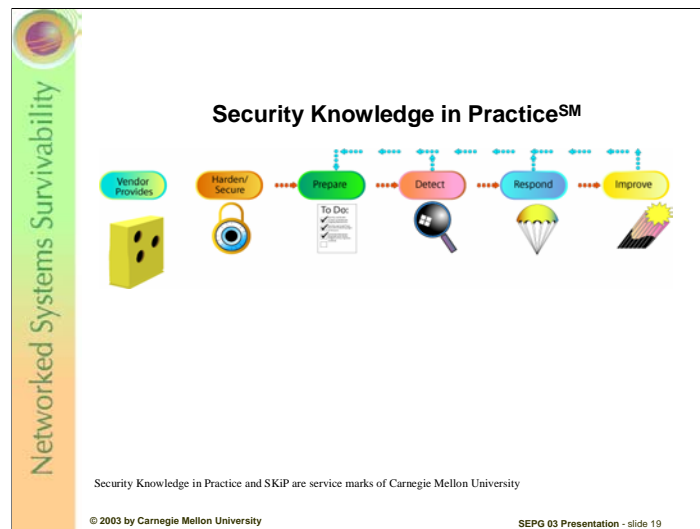 Networked Systems Survivability
Security Knowledge in Practice℠
Vendor
Provides
Harden/
Secure
Prepare
Detect
Respond
Improve
To Do:
Security Knowledge in Practice and SKiP are service marks of Carnegie Mellon University
© 2003 by Carnegie Mellon University
SEPG 03 Presentation - slide 19